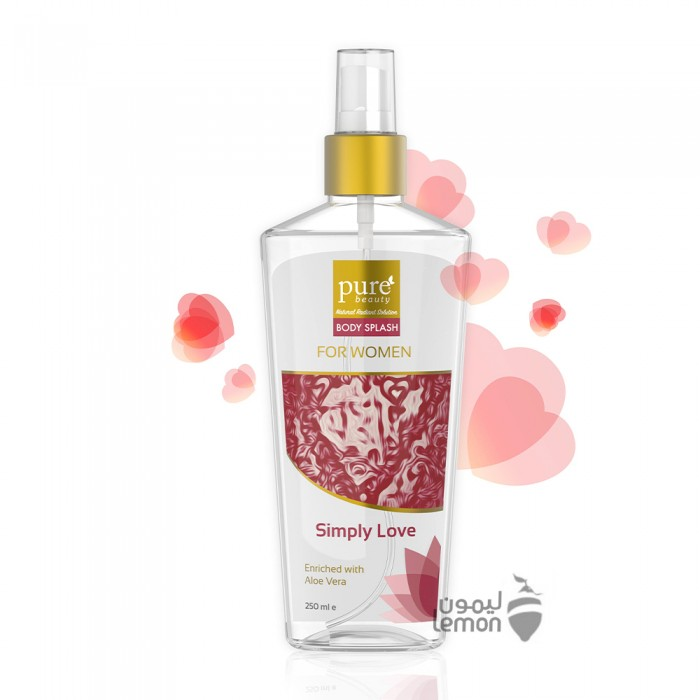 pure
beauty
Natural Radiant Solution
BODY SPLASH
FOR WOMEN
Simply Love
Enriched with
Aloe Vera
250 ml e
ليمون
lemon